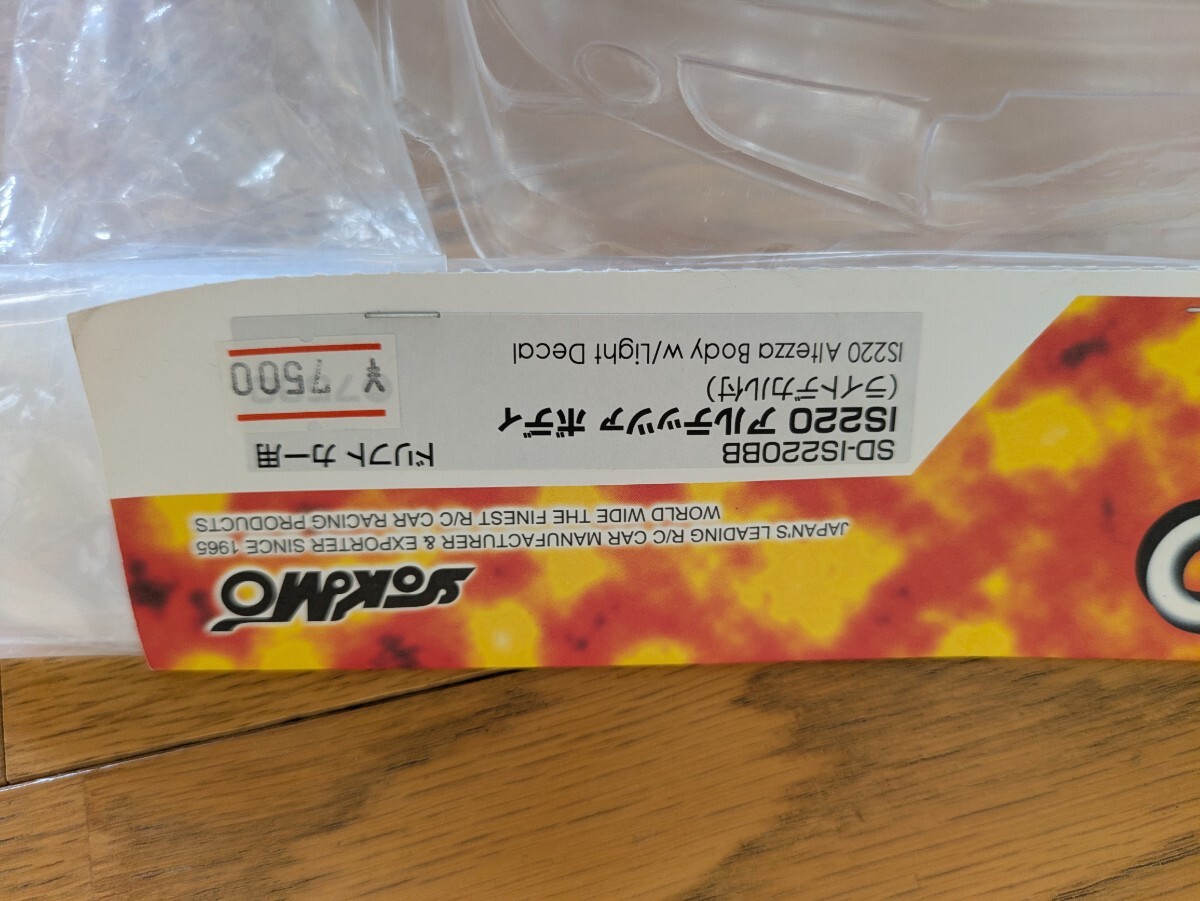 YOKOMO
JAPAN'S LEADING R/C CAR MANUFACTURER & EXPORTER SINCE 1965
WORLD WIDE THE FINEST R/C CAR RACING PRODUCTS
SD-IS220BB
ドリフトカー用
IS220 アルテッツァ ボディ
(ライトデカル付)
IS220 Altezza Body w/Light Decal